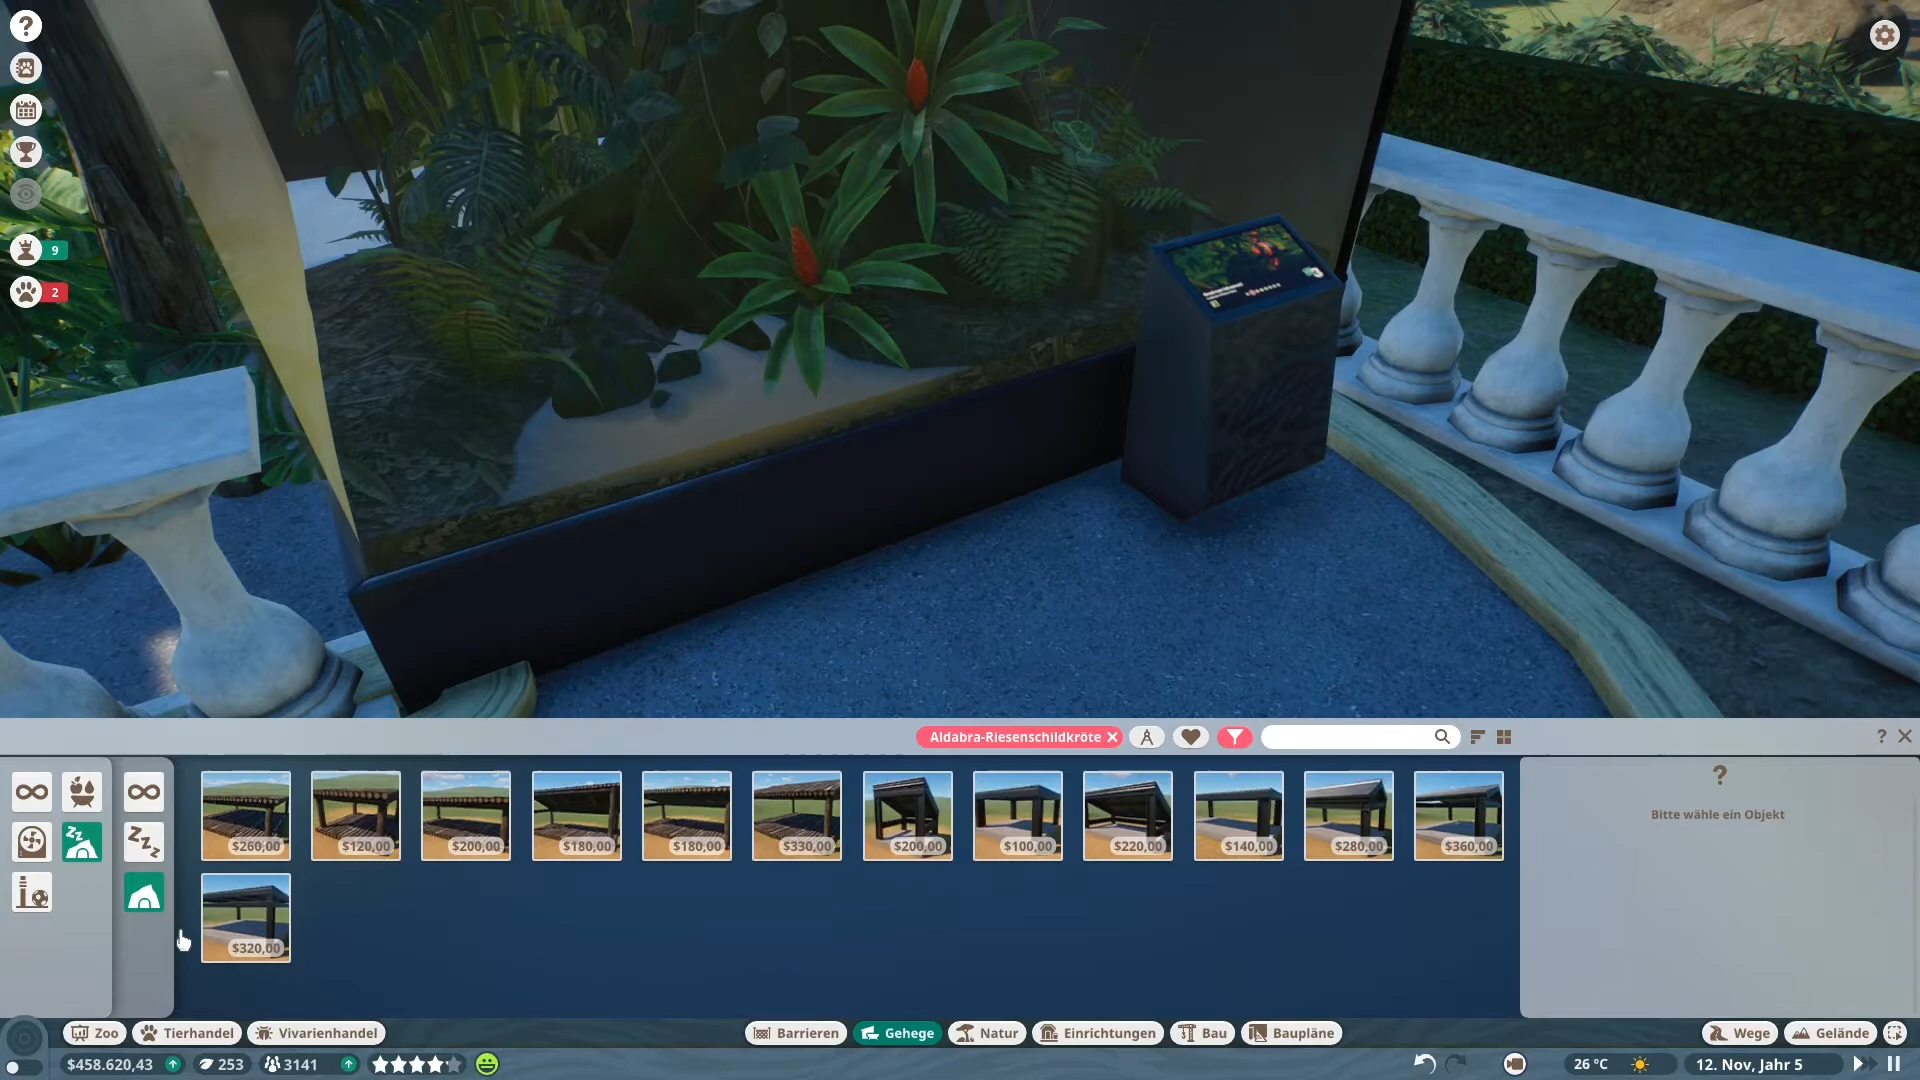 ?
9
2
Aldabra-Riesenschildkröte ✕
?
?
Bitte wähle ein Objekt
$260,00 $120,00 $200,00 $180,00 $180,00 $330,00 $200,00 $100,00 $220,00 $140,00 $280,00 $360,00
$320,00
Zoo Tierhandel Vivarienhandel Barrieren Gehege Natur Einrichtungen Bau Baupläne Wege Gelände
$458.620,43 253 3141 26 °C 12. Nov, Jahr 5